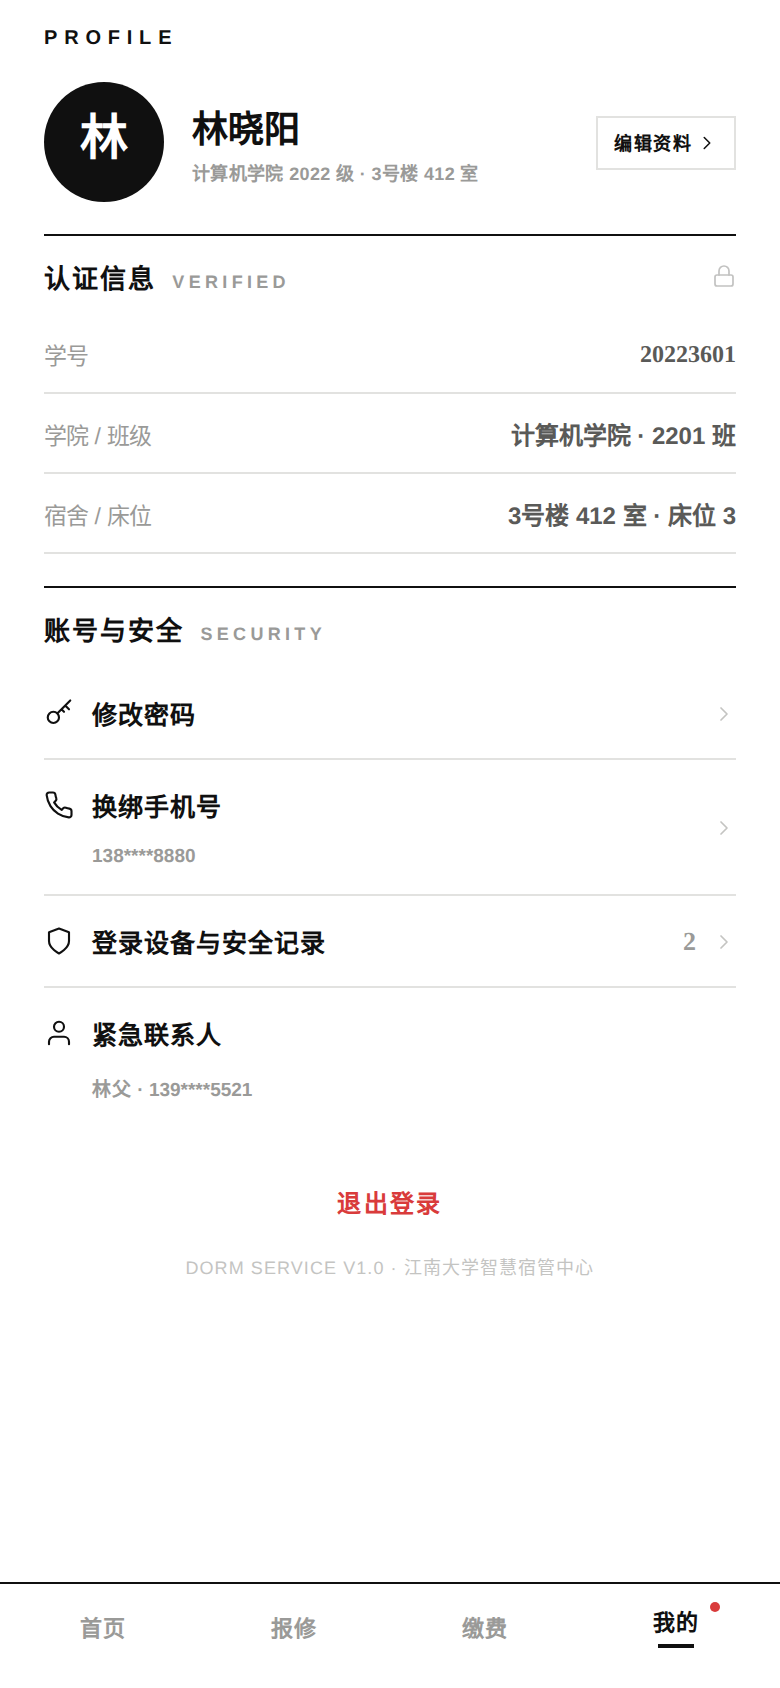 PROFILE
林
林晓阳
计算机学院 2022 级 · 3号楼 412 室
编辑资料
认证信息 VERIFIED
学号 20223601
学院 / 班级 计算机学院 · 2201 班
宿舍 / 床位 3号楼 412 室 · 床位 3
账号与安全 SECURITY
修改密码
换绑手机号
138****8880
登录设备与安全记录 2
紧急联系人
林父 · 139****5521
退出登录
DORM SERVICE V1.0 · 江南大学智慧宿管中心
首页 报修 缴费 我的